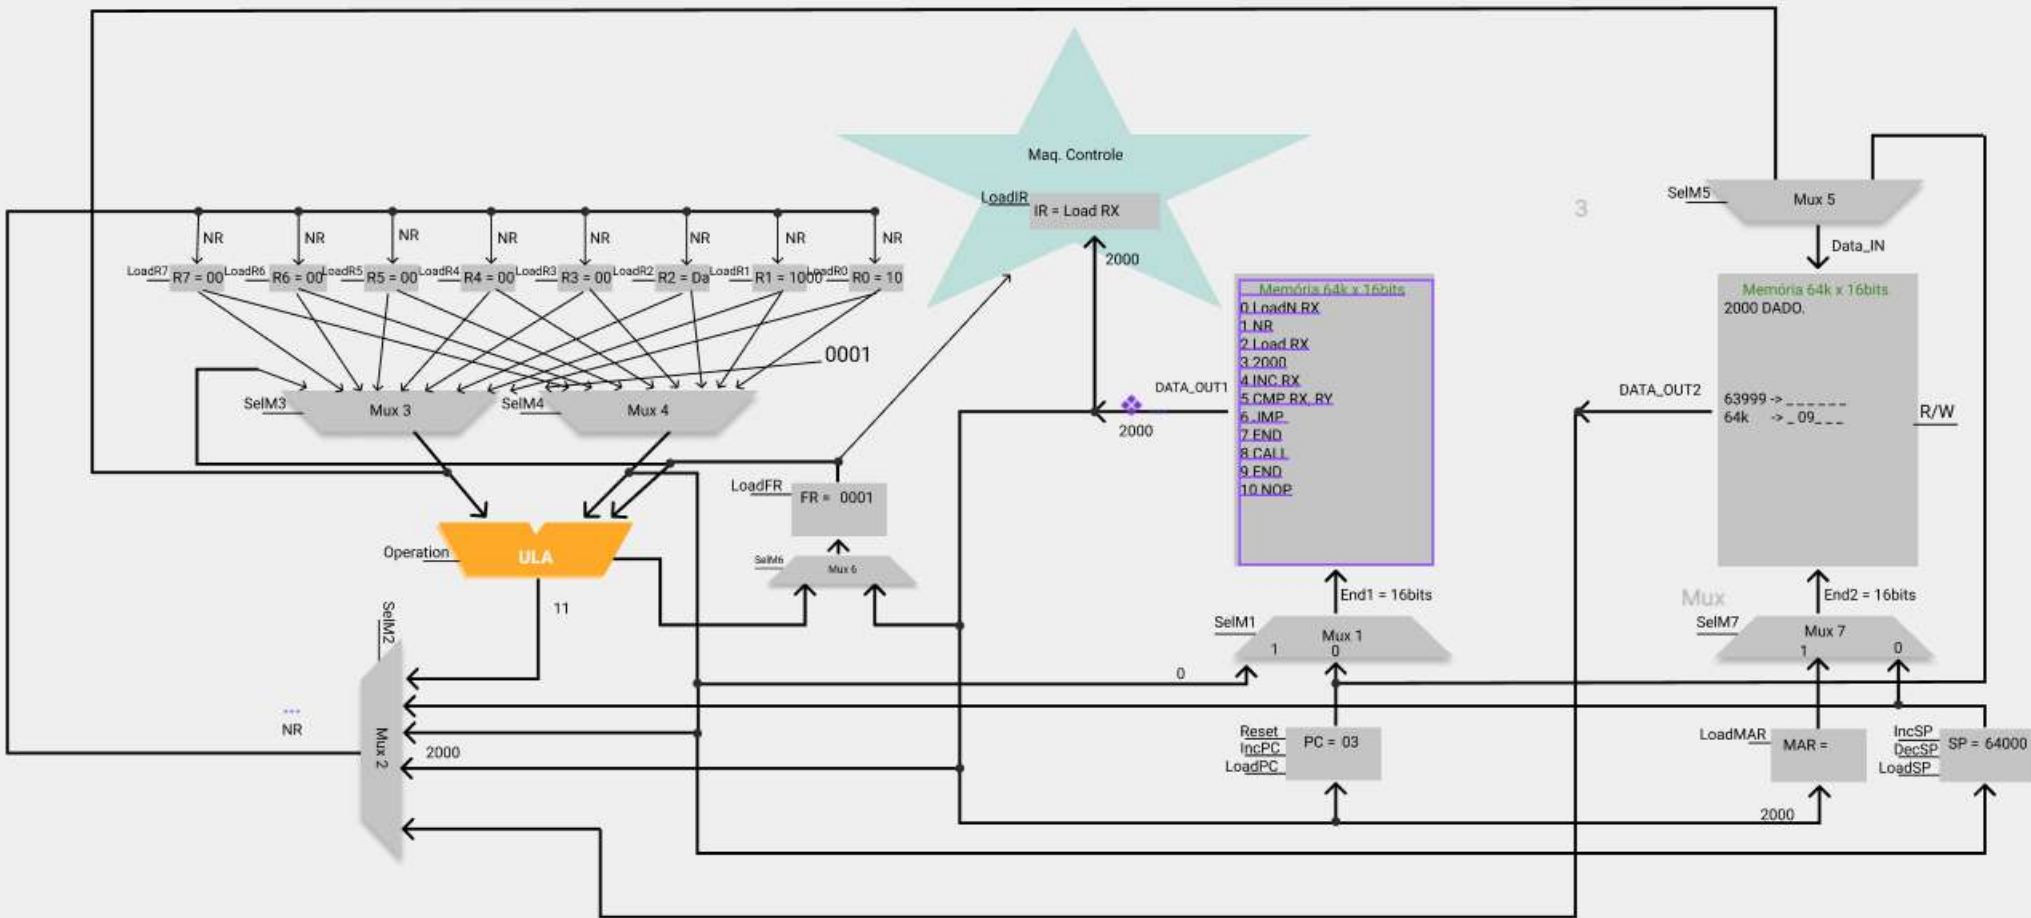 Maq. Controle
LoadIR
IR = Load RX
2000
SelM5
Mux 5
3
Data_IN
NR
NR
NR
NR
NR
NR
NR
NR
LoadR7
R7 = 00
LoadR6
R6 = 00
LoadR5
R5 = 00
LoadR4
R4 = 00
LoadR3
R3 = 00
LoadR2
R2 = Da
LoadR1
R1 = 1000
LoadR0
R0 = 10
0001
SelM3
Mux 3
SelM4
Mux 4
DATA_OUT1
2000
Memória 64k x 16bits
0 LoadN RX
1 NR
2 Load RX
3 2000
4 INC RX
5 CMP RX, RY
6 JMP
7 END
8 CALL
9 END
10 NOP
DATA_OUT2
Memória 64k x 16bits
2000 DADO.
63999 -> _ _ _ _ _ _
64k -> _ 09_ _ _
R/W
LoadFR
FR = 0001
Operation
ULA
SelM6
Mux 6
11
SelM2
Mux 2
NR
2000
End1 = 16bits
SelM1
Mux 1
1
0
0
Mux
End2 = 16bits
SelM7
Mux 7
1
0
Reset
IncPC
LoadPC
PC = 03
LoadMAR
MAR =
IncSP
DecSP
LoadSP
SP = 64000
2000